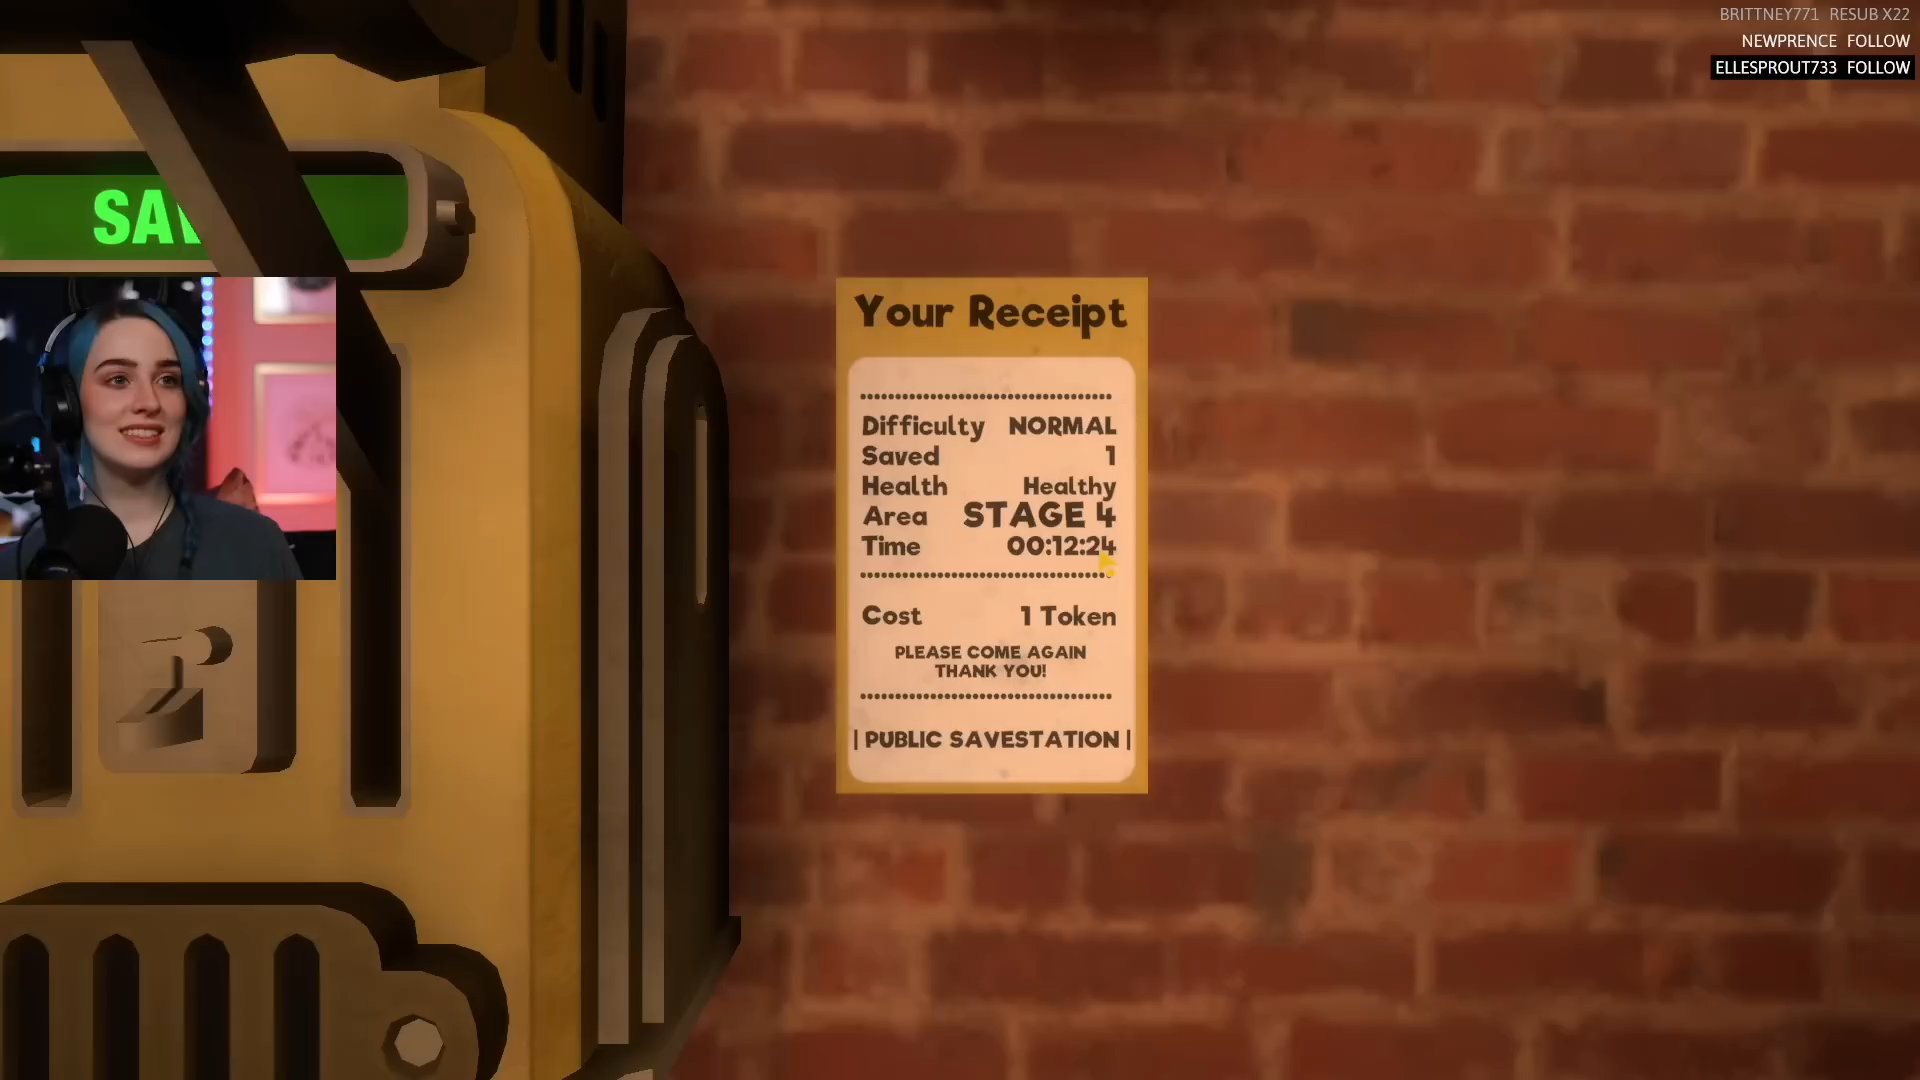 BRITTNEY771 RESUB X22
NEWPRENCE FOLLOW
ELLESPROUT733 FOLLOW
SAV
Your Receipt
Difficulty NORMAL
Saved 1
Health Healthy
Area STAGE 4
Time 00:12:24
Cost 1 Token
PLEASE COME AGAIN
THANK YOU!
| PUBLIC SAVESTATION |